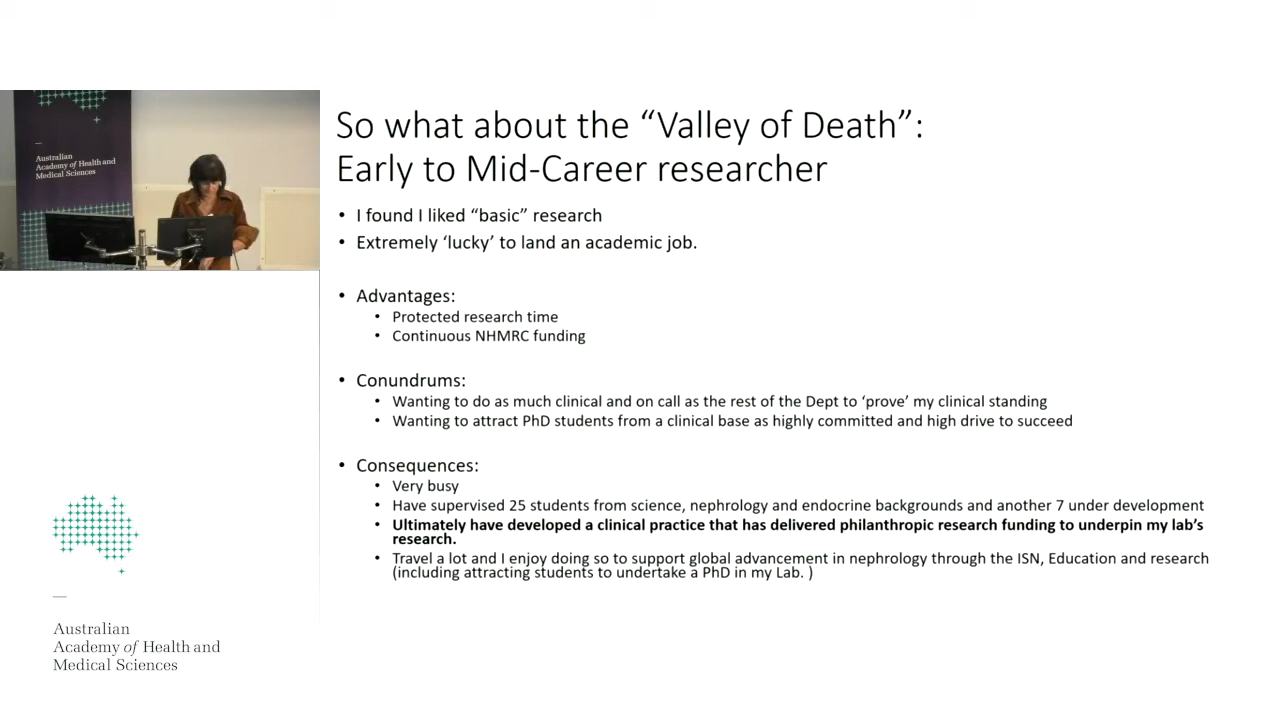 Australian
Academy of Health and
Medical Sciences
So what about the “Valley of Death”:
Early to Mid-Career researcher
• I found I liked “basic” research
• Extremely ‘lucky’ to land an academic job.
• Advantages:
• Protected research time
• Continuous NHMRC funding
• Conundrums:
• Wanting to do as much clinical and on call as the rest of the Dept to ‘prove’ my clinical standing
• Wanting to attract PhD students from a clinical base as highly committed and high drive to succeed
• Consequences:
• Very busy
• Have supervised 25 students from science, nephrology and endocrine backgrounds and another 7 under development
• Ultimately have developed a clinical practice that has delivered philanthropic research funding to underpin my lab’s
research.
• Travel a lot and I enjoy doing so to support global advancement in nephrology through the ISN, Education and research
(including attracting students to undertake a PhD in my Lab. )
Australian
Academy of Health and
Medical Sciences